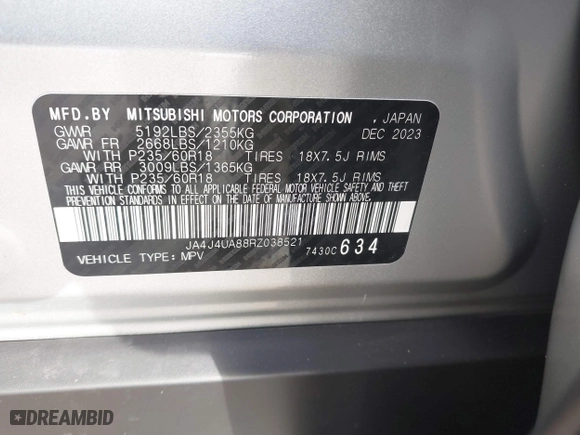 MFD.BY MITSUBISHI MOTORS CORPORATION , JAPAN
GVWR 5192LBS/2355KG DEC 2023
GAWR FR 2668LBS/1210KG
WITH P235/60R18 TIRES 18X7.5J RIMS
GAWR RR 3009LBS/1365KG
WITH P235/60R18 TIRES 18X7.5J RIMS
THIS VEHICLE CONFORMS TO ALL APPLICABLE FEDERAL MOTOR VEHICLE SAFETY AND THEFT
PREVENTION STANDARDS IN EFFECT ON THE DATE OF MANUFACTURE SHOWN ABOVE.
JA4J4UA88RZ038521 7430C 634
VEHICLE TYPE: MPV
DREAMBID